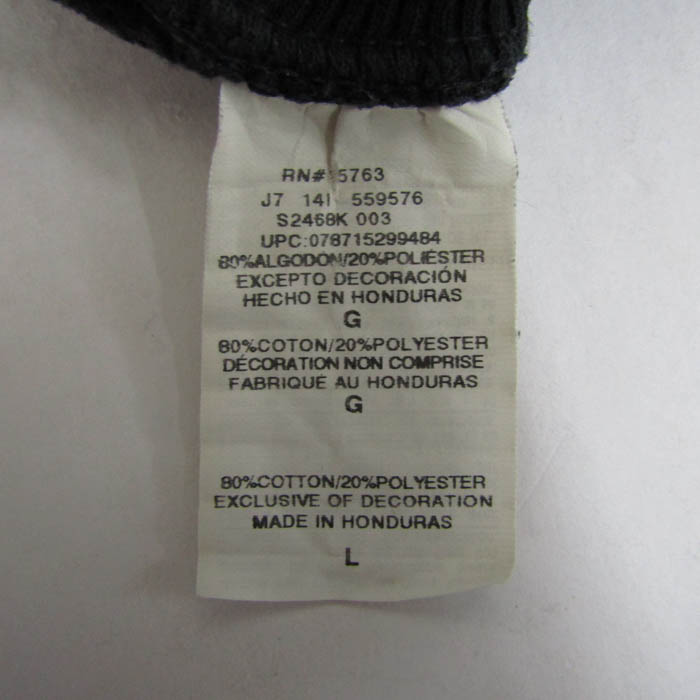 RN# 15763
J7 14I 559576
S2468K 003
UPC:078715299484
80%ALGODON/20%POLIÉSTER
EXCEPTO DECORACIÓN
HECHO EN HONDURAS
G
80%COTON/20%POLYESTER
DÉCORATION NON COMPRISE
FABRIQUÉ AU HONDURAS
G
80%COTTON/20%POLYESTER
EXCLUSIVE OF DECORATION
MADE IN HONDURAS
L